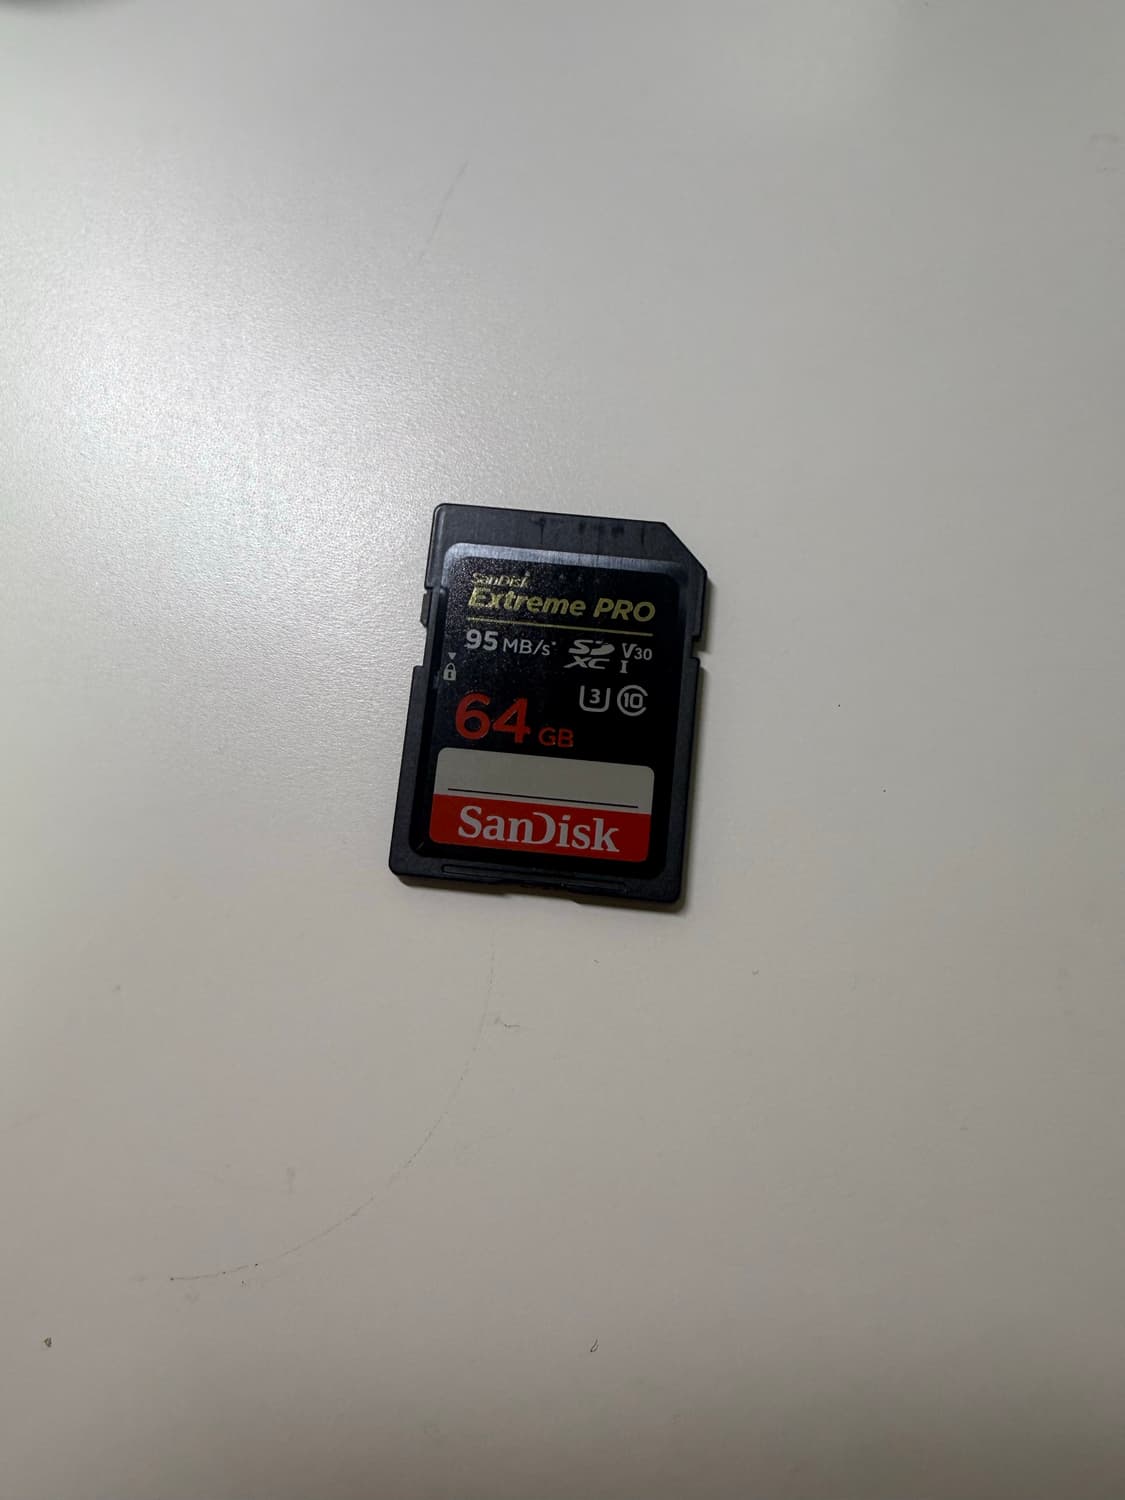 SanDisk
Extreme PRO
95 MB/s* SD XC V30 I
3 10
64 GB
SanDisk